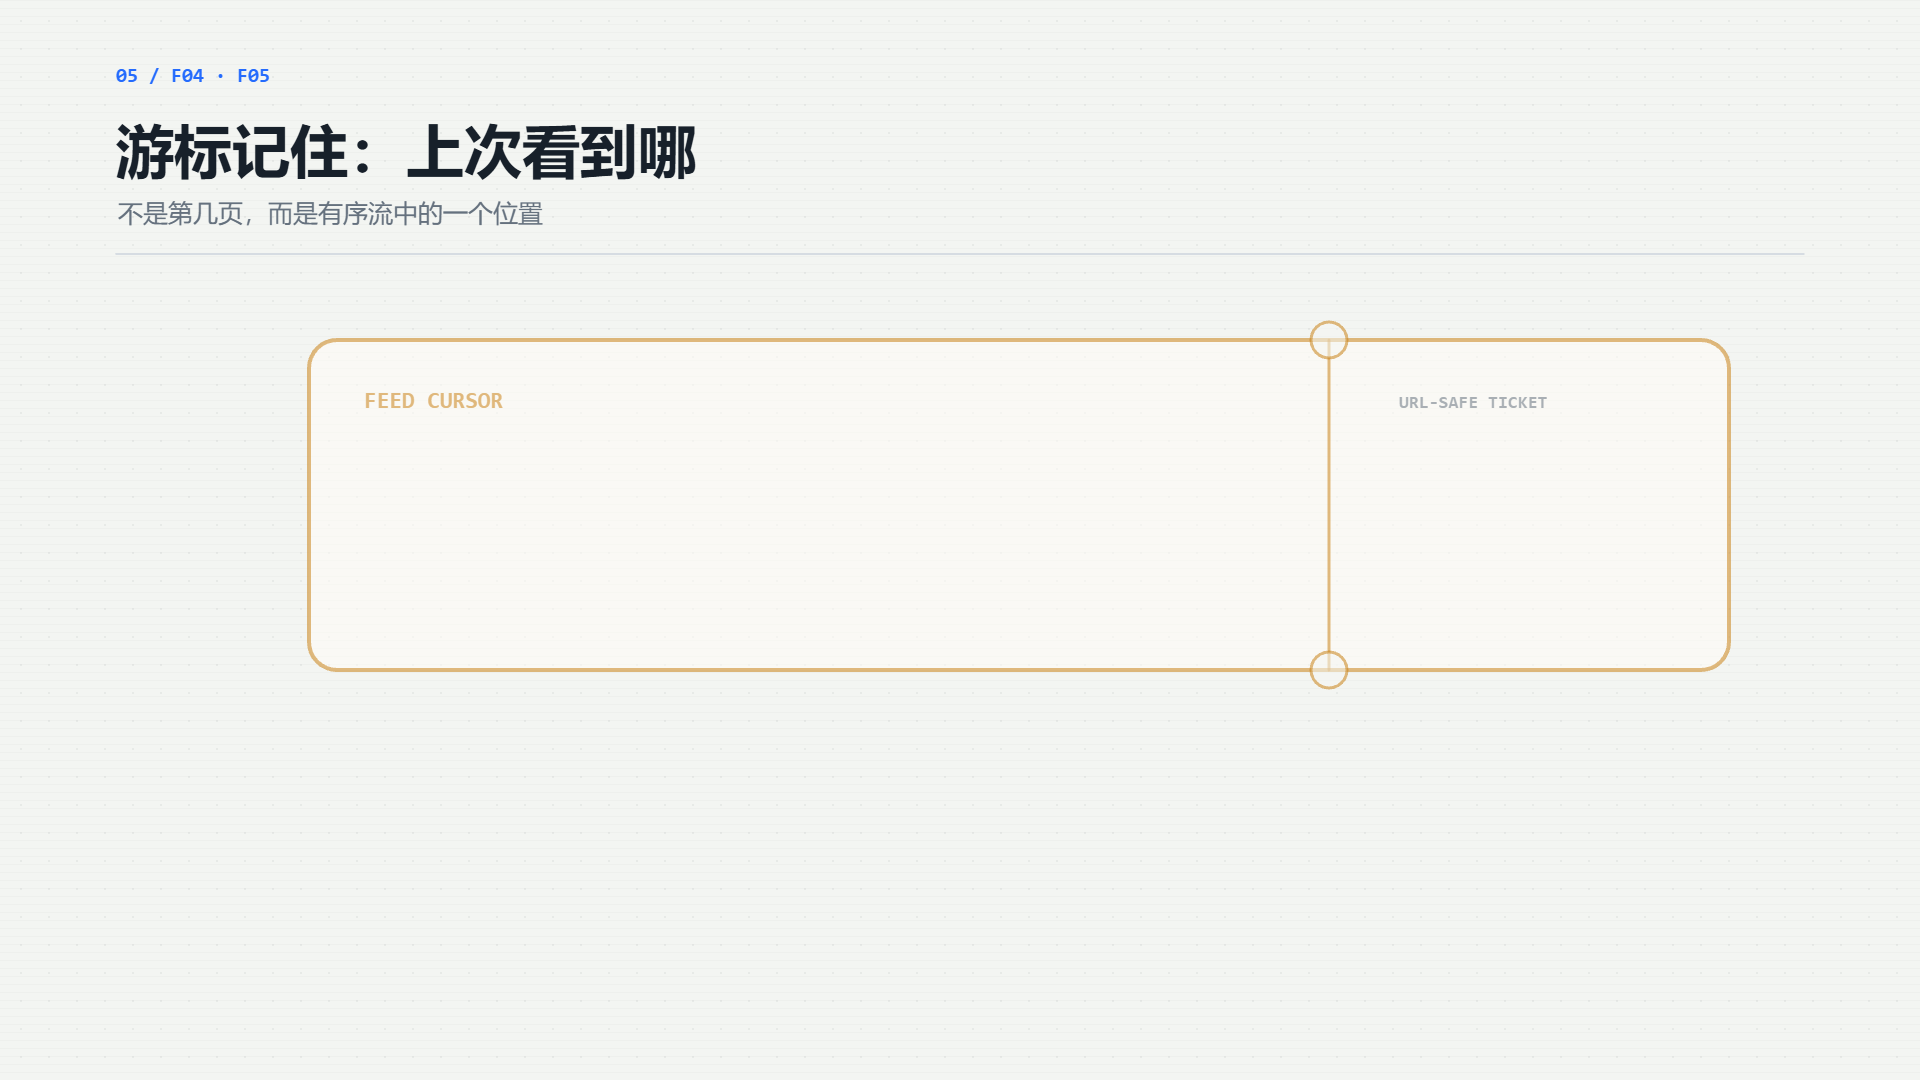 05 / F04 · F05
游标记住：上次看到哪
不是第几页，而是有序流中的一个位置
FEED CURSOR
URL-SAFE TICKET